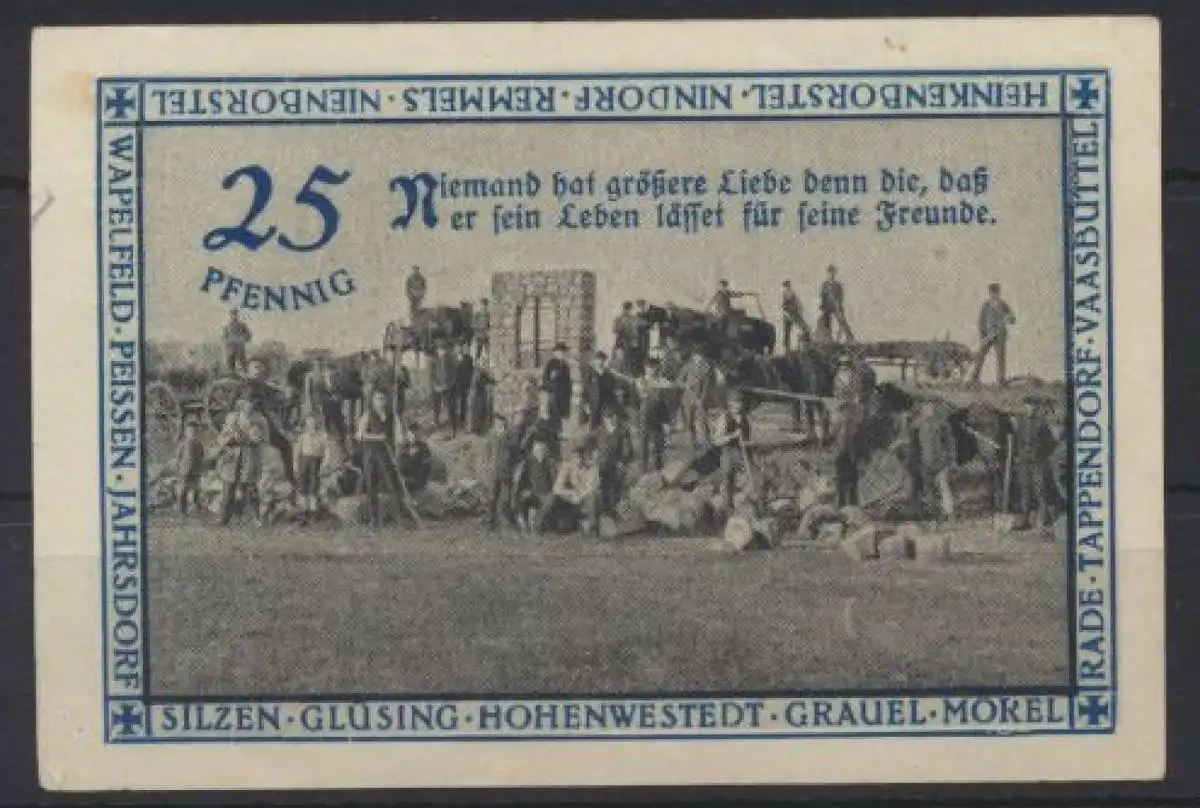 HEINKENBORSTEL · NINDORF · REMMELS · NIENBORSTEL
WAPELFELD · PEISSEN · JAHRSDORF
25
PFENNIG
Niemand hat größere Liebe denn die, daß
er sein Leben lässet für seine Freunde.
RADE · TAPPENDORF · VAASBÜTTEL
SILZEN · GLÜSING · HOHENWESTEDT · GRAUEL · MÖREL